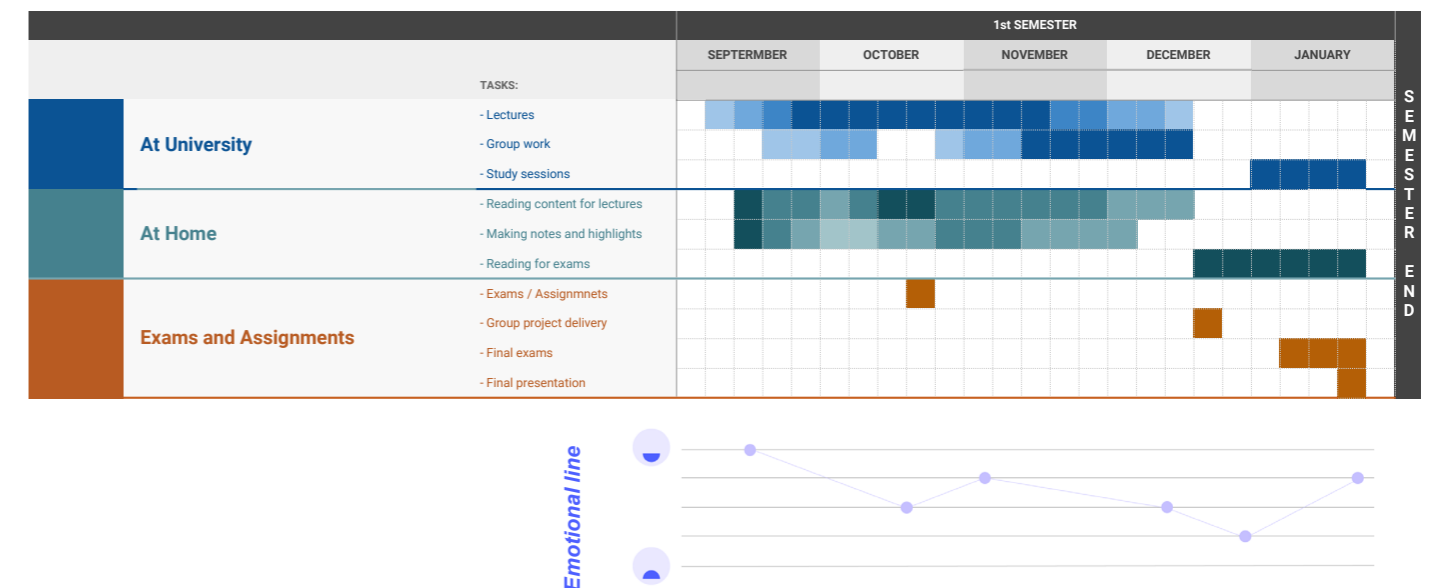 1st SEMESTER
SEPTERMBER OCTOBER NOVEMBER DECEMBER JANUARY
TASKS:
At University
- Lectures
- Group work
- Study sessions
At Home
- Reading content for lectures
- Making notes and highlights
- Reading for exams
Exams and Assignments
- Exams / Assignmnets
- Group project delivery
- Final exams
- Final presentation
SEMESTER END
Emotional line